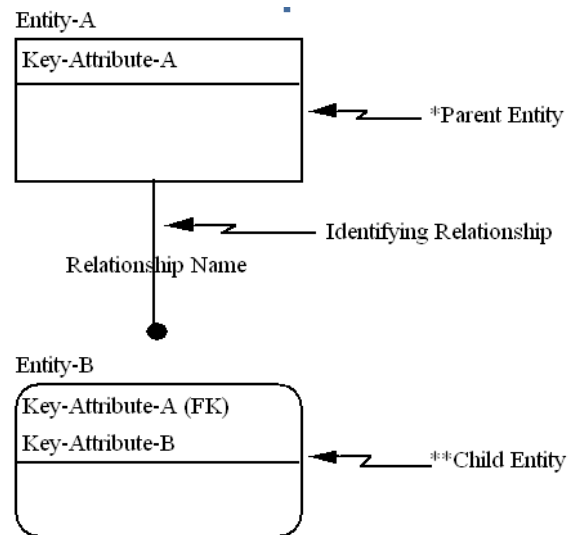 Entity-A
Key-Attribute-A
*Parent Entity
Identifying Relationship
Relationship Name
Entity-B
Key-Attribute-A (FK)
Key-Attribute-B
**Child Entity